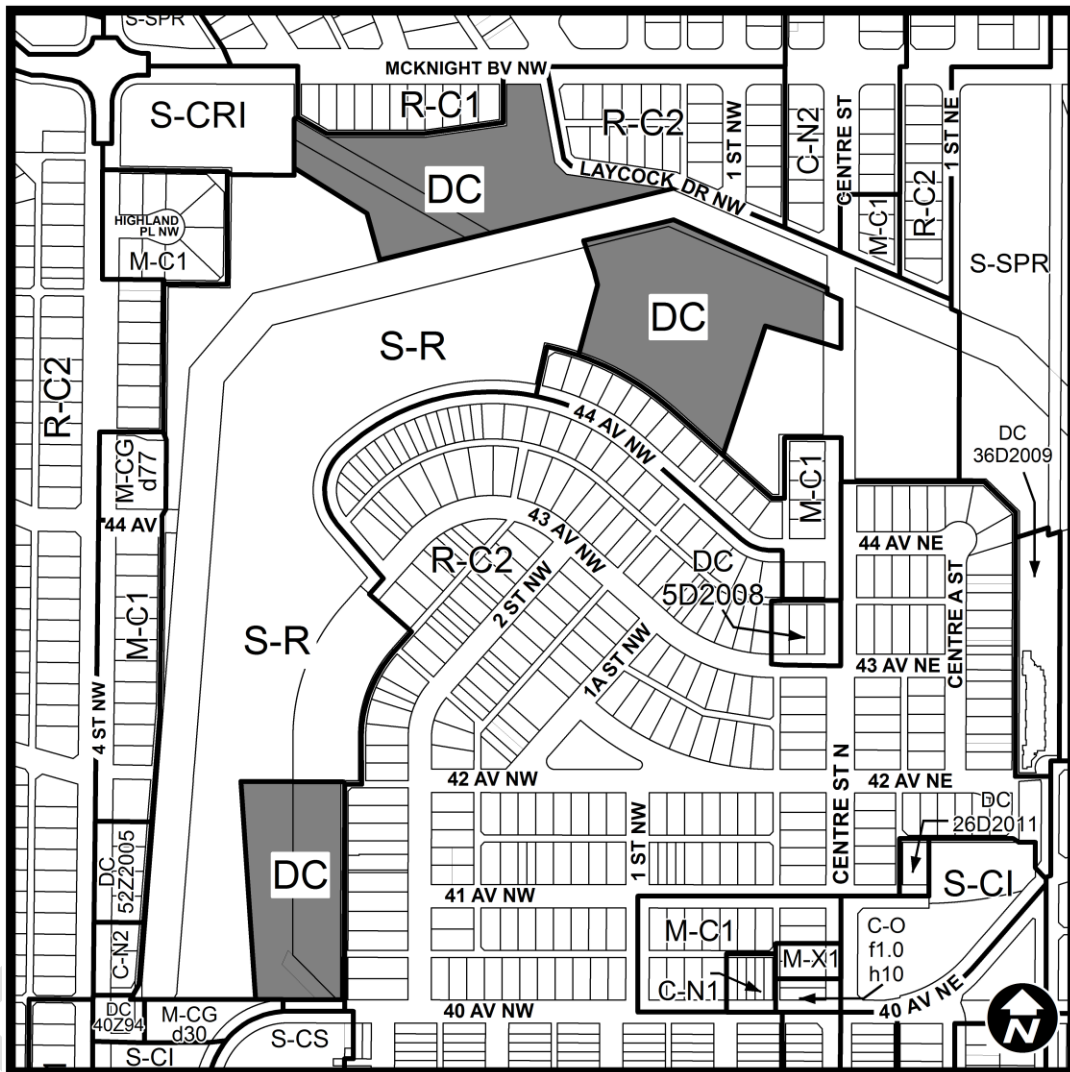 S-SPR
MCKNIGHT BV NW
S-CRI
R-C1
R-C2
1 ST NW
C-N2
CENTRE ST
1 ST NE
DC
LAYCOCK DR NW
M-C1
R-C2
HIGHLAND
PL NW
M-C1
S-SPR
DC
S-R
R-C2
44 AV NW
DC
36D2009
M-CG
d77
M-C1
44 AV
43 AV NW
44 AV NE
R-C2
DC
5D2008
2 ST NW
CENTRE A ST
M-C1
S-R
1A ST NW
43 AV NE
4 ST NW
42 AV NW
CENTRE ST N
42 AV NE
DC
26D2011
DC
52Z2005
DC
1 ST NW
41 AV NW
S-CI
M-C1
C-O
f1.0
h10
C-N2
M-X1
C-N1
DC
40Z94
M-CG
d30
40 AV NW
40 AV NE
S-CS
S-CI
N